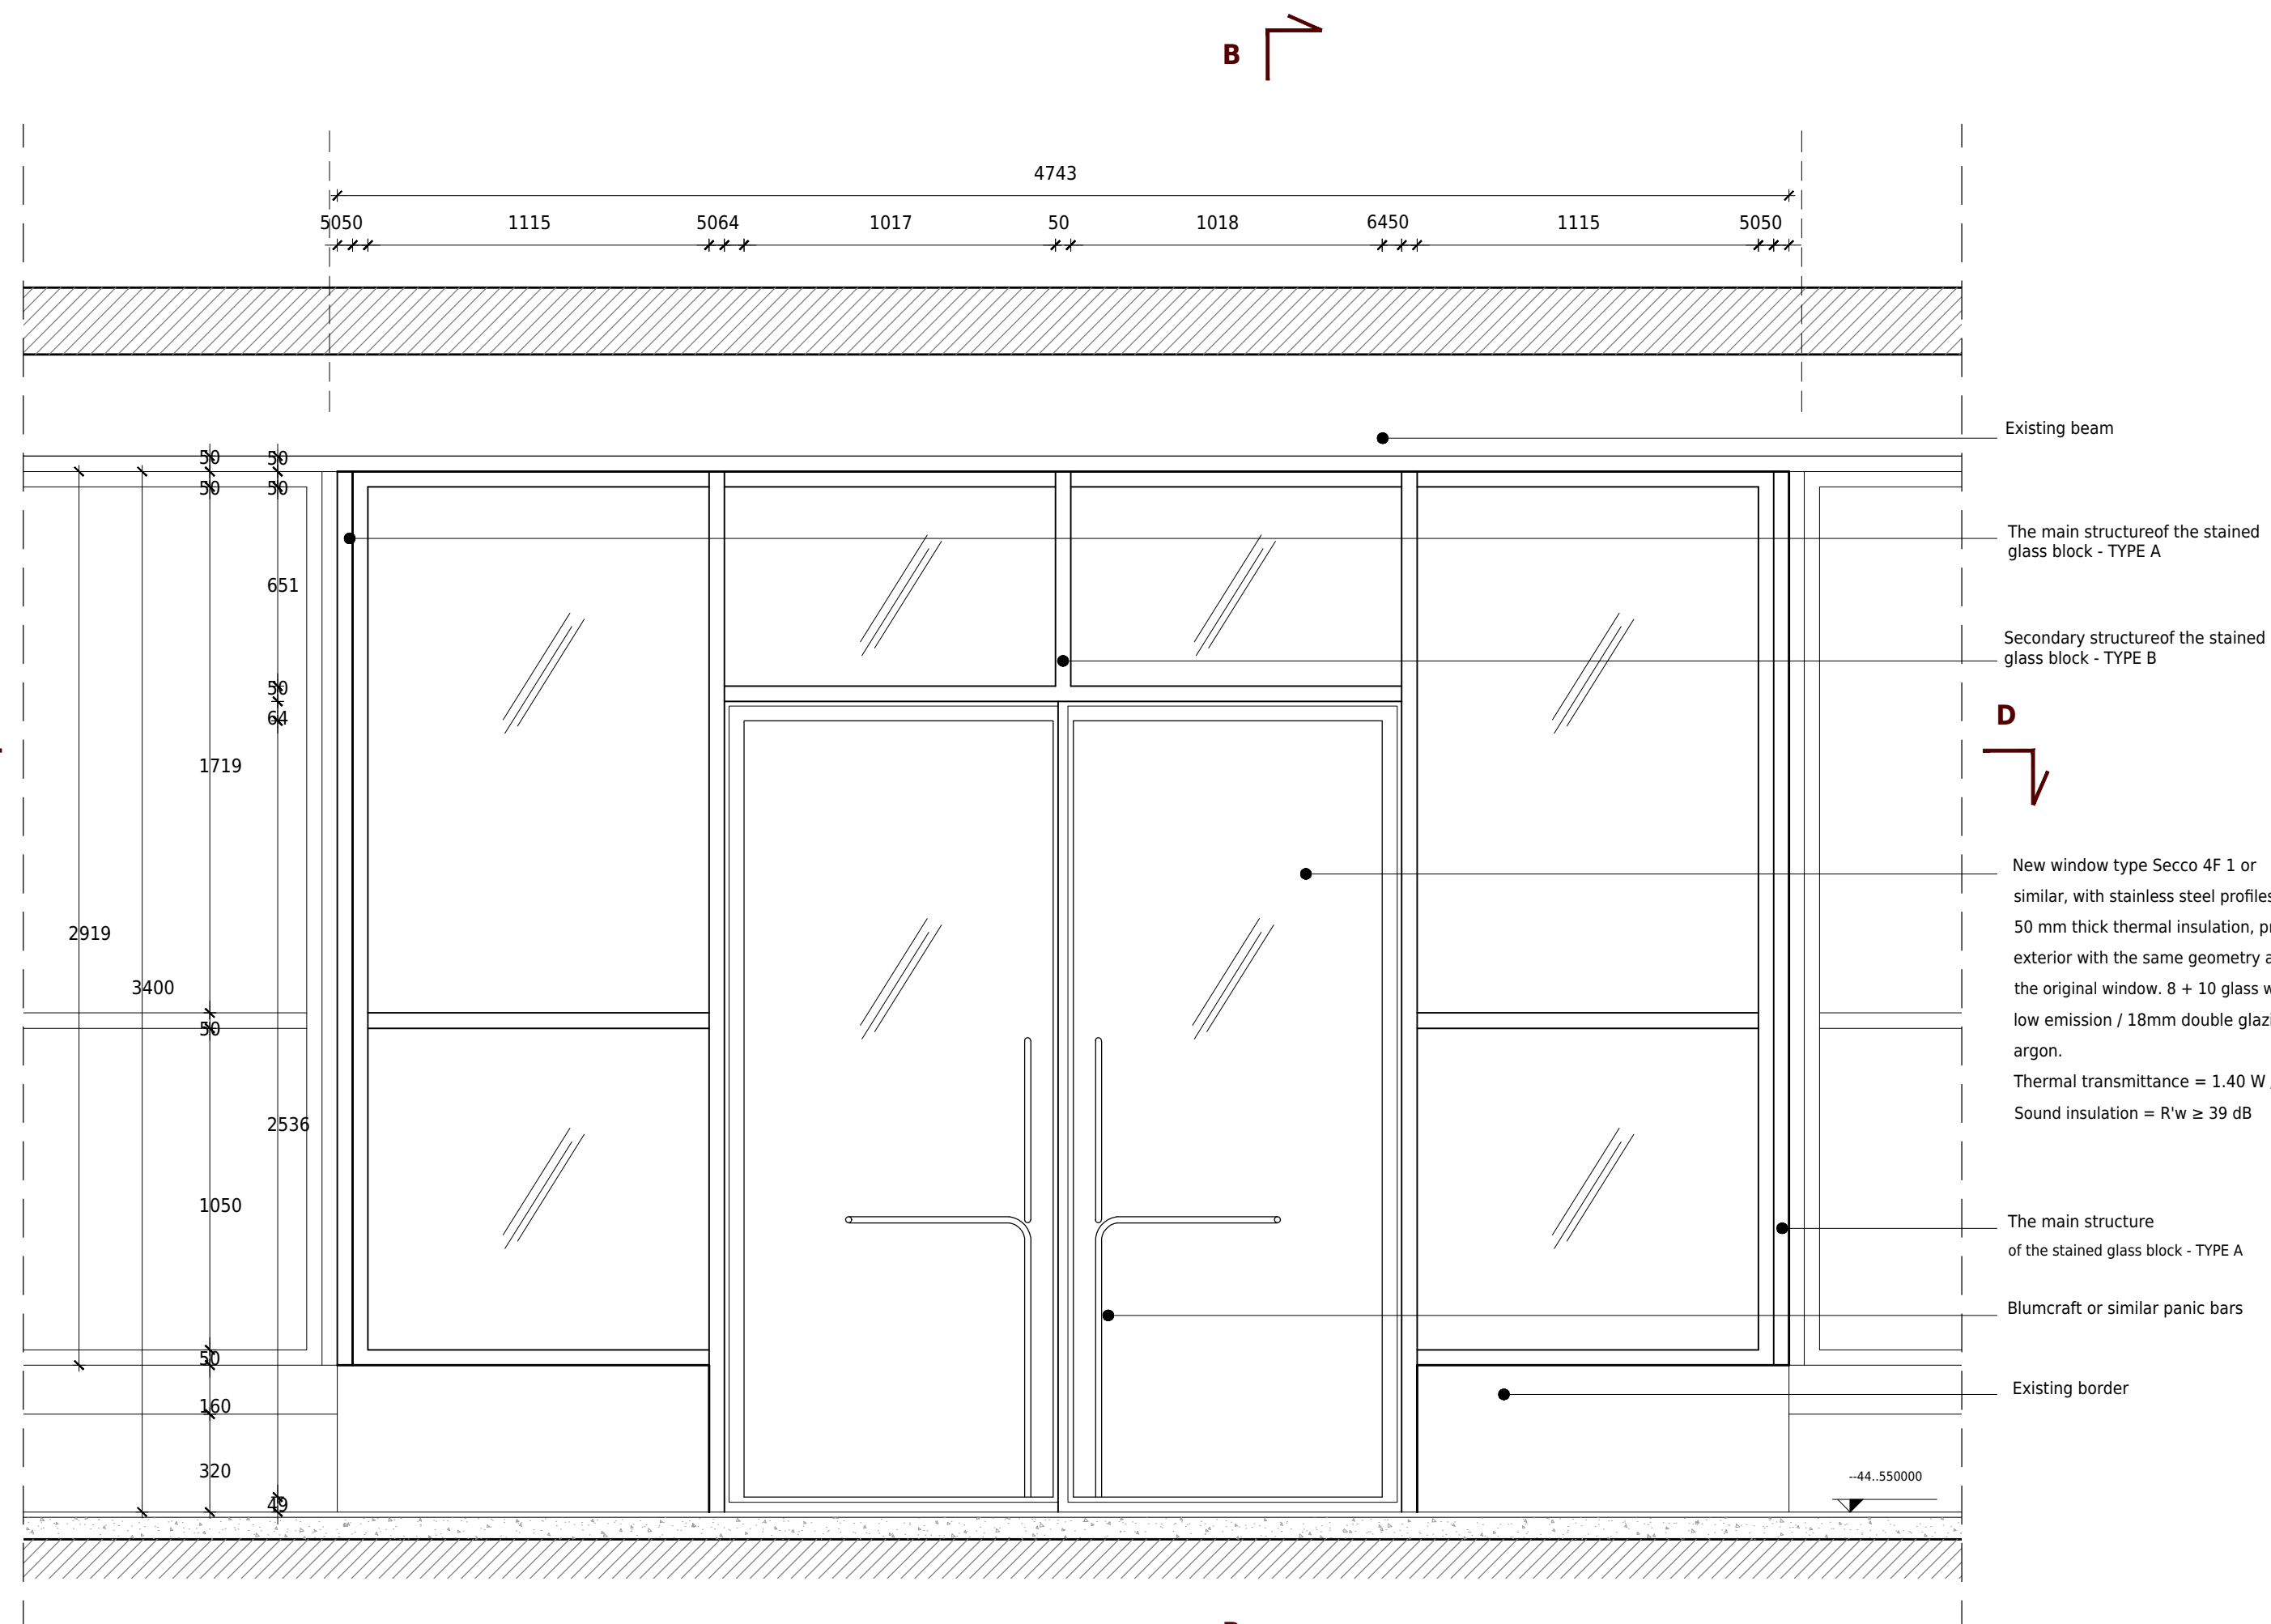 B
4743
5050 1115 5064 1017 50 1018 6450 1115 5050
Existing beam
50 50
50 50
The main structureof the stained
glass block - TYPE A
651
Secondary structureof the stained
glass block - TYPE B
50
64
D
1719
New window type Secco 4F 1 or
similar, with stainless steel profiles
50 mm thick thermal insulation,
exterior with the same geometry
the original window. 8 + 10 glass
low emission / 18mm double
argon.
Thermal transmittance = 1.40 W
Sound insulation = R'w ≥ 39 dB
2919
3400
50
2536
1050
The main structure
of the stained glass block - TYPE A
Blumcraft or similar panic bars
50
Existing border
160
320
--44..550000
49